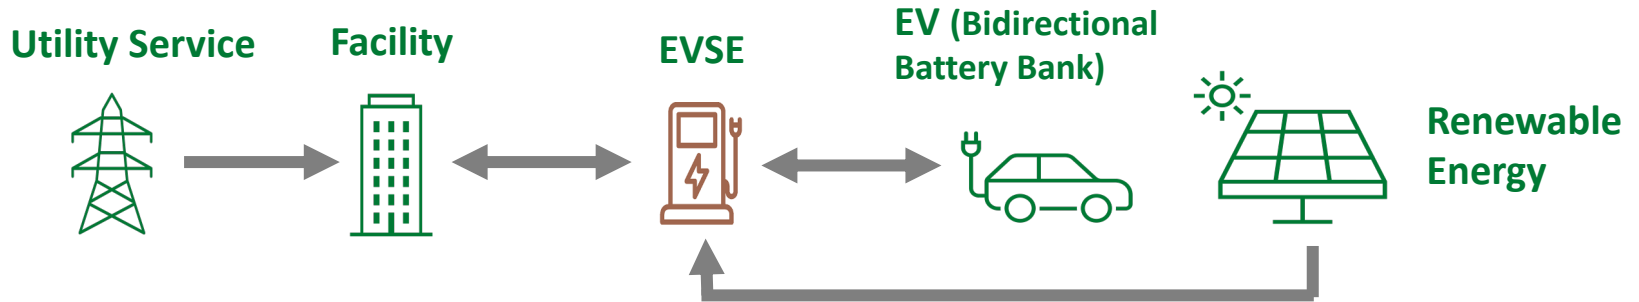 Utility Service
Facility
EVSE
EV (Bidirectional
Battery Bank)
Renewable
Energy